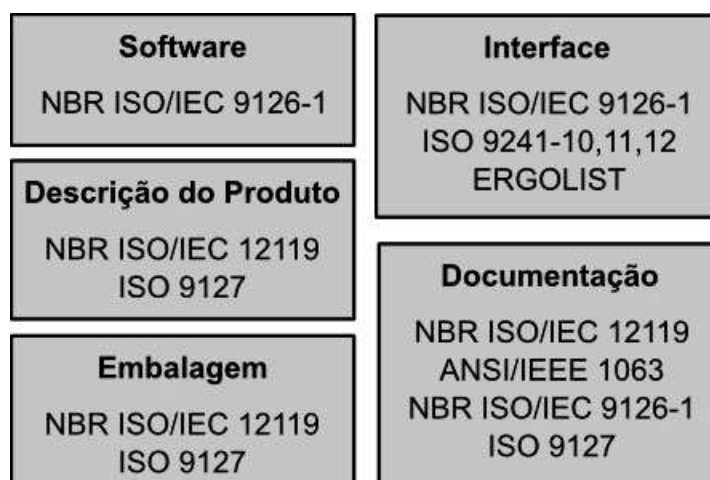 Software
NBR ISO/IEC 9126-1
Descrição do Produto
NBR ISO/IEC 12119
ISO 9127
Embalagem
NBR ISO/IEC 12119
ISO 9127
Interface
NBR ISO/IEC 9126-1
ISO 9241-10,11,12
ERGOLIST
Documentação
NBR ISO/IEC 12119
ANSI/IEEE 1063
NBR ISO/IEC 9126-1
ISO 9127